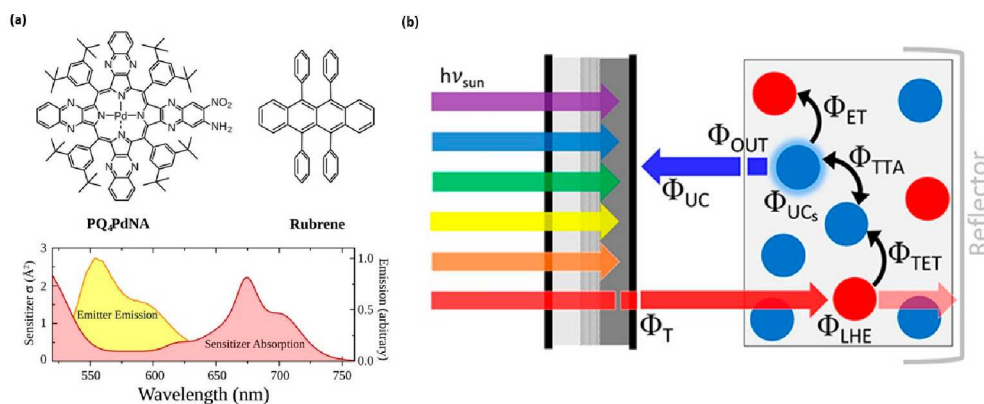 (a)
N N
N N
N N N NO₂
Pd
N N N NH₂
N N
N N
PQ₄PdNA Rubrene
Sensitizer σ (Å²)
3
2
1
0
Emitter Emission
Sensitizer Absorption
1.0
0.5
0.0
Emission (arbitrary)
550 600 650 700 750
Wavelength (nm)
(b)
hνsun
ΦET
ΦOUT
ΦTTA
ΦUC
ΦUCs
ΦTET
ΦT
ΦLHE
Reflector